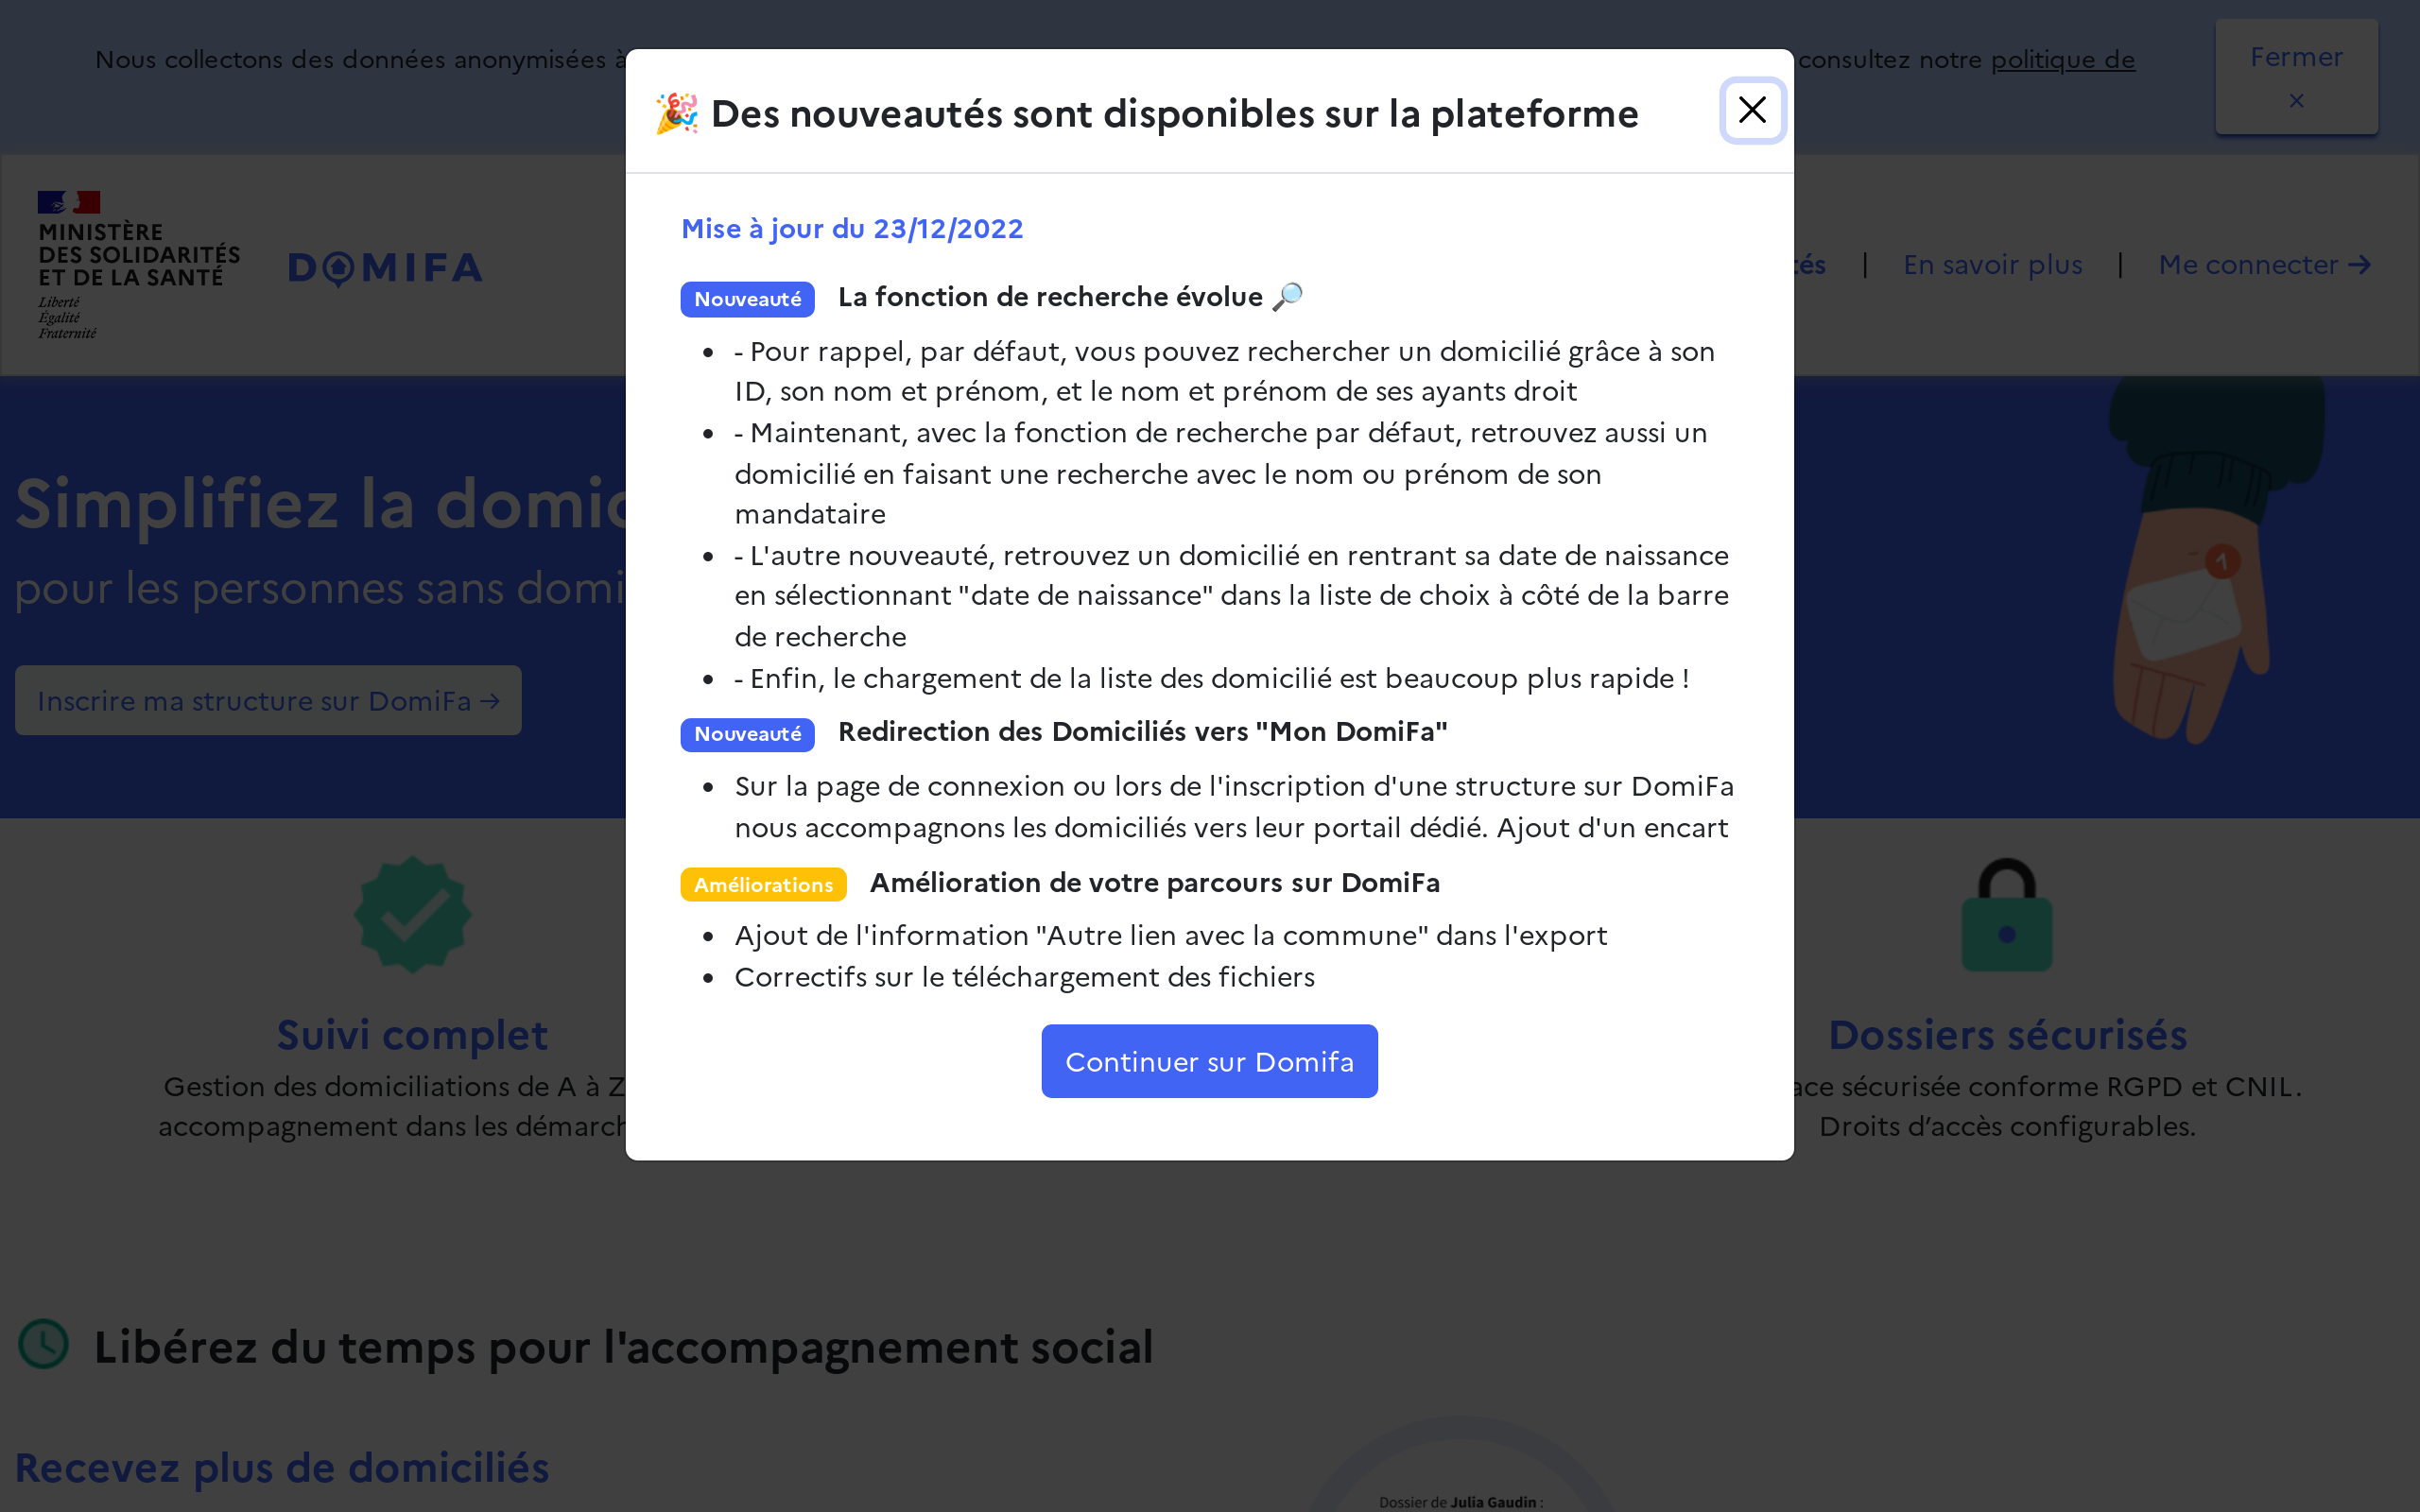 Nous collectons des données anonymisées à
consultez notre politique de
Fermer
×
🎉 Des nouveautés sont disponibles sur la plateforme
MINISTÈRE
DES SOLIDARITÉS
ET DE LA SANTÉ
Liberté
Égalité
Fraternité
DOMIFA
En savoir plus | Me connecter →
Mise à jour du 23/12/2022
Nouveauté La fonction de recherche évolue 🔎
• - Pour rappel, par défaut, vous pouvez rechercher un domicilié grâce à son
ID, son nom et prénom, et le nom et prénom de ses ayants droit
• - Maintenant, avec la fonction de recherche par défaut, retrouvez aussi un
domicilié en faisant une recherche avec le nom ou prénom de son
mandataire
• - L'autre nouveauté, retrouvez un domicilié en rentrant sa date de naissance
en sélectionnant "date de naissance" dans la liste de choix à côté de la barre
de recherche
• - Enfin, le chargement de la liste des domicilié est beaucoup plus rapide !
Nouveauté Redirection des Domiciliés vers "Mon DomiFa"
• Sur la page de connexion ou lors de l'inscription d'une structure sur DomiFa
nous accompagnons les domiciliés vers leur portail dédié. Ajout d'un encart
Améliorations Amélioration de votre parcours sur DomiFa
• Ajout de l'information "Autre lien avec la commune" dans l'export
• Correctifs sur le téléchargement des fichiers
Continuer sur Domifa
Simplifiez la domic
pour les personnes sans domi
Inscrire ma structure sur DomiFa →
1
Suivi complet
Gestion des domiciliations de A à Z
accompagnement dans les démarch
Dossiers sécurisés
ace sécurisée conforme RGPD et CNIL.
Droits d’accès configurables.
Libérez du temps pour l'accompagnement social
Recevez plus de domiciliés
Dossier de Julia Gaudin :